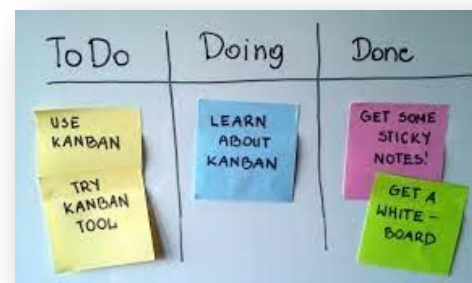 To Do
Doing
Done
USE
KANBAN
TRY
KANBAN
TOOL
LEARN
ABOUT
KANBAN
GET SOME
STICKY
NOTES!
GET A
WHITE-
BOARD